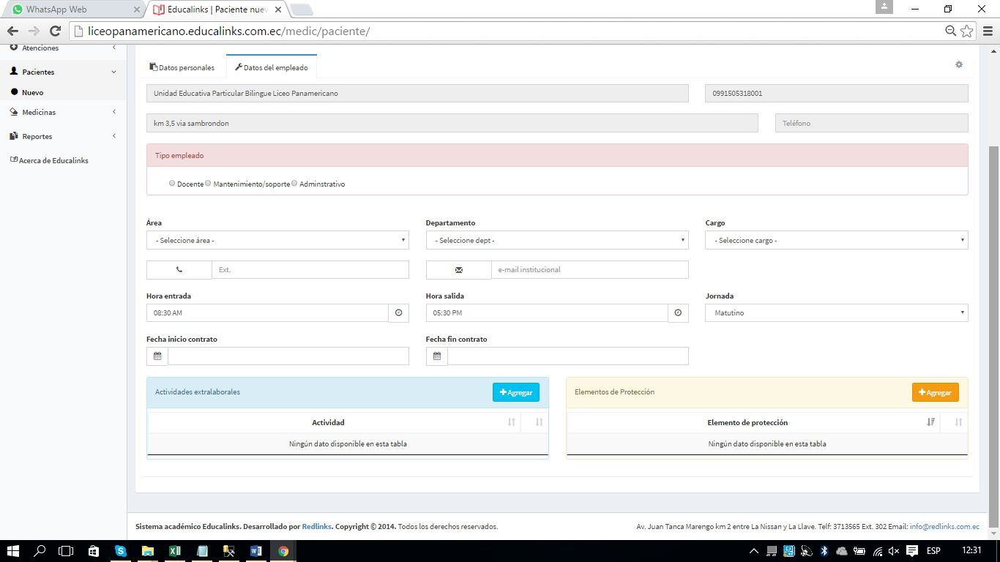 WhatsApp Web
Educalinks | Paciente nuev
liceopanamericano.educalinks.com.ec/medic/paciente/
Atenciones
Pacientes
Nuevo
Medicinas
Reportes
Acerca de Educalinks
Datos personales
Datos del empleado
Unidad Educativa Particular Bilingue Liceo Panamericano
0991505318001
km 3,5 via sambrondon
Teléfono
Tipo empleado
Docente Mantenimiento/soporte Adminstrativo
Área
Departamento
Cargo
- Seleccione área -
- Seleccione dept -
- Seleccione cargo -
Ext.
e-mail institucional
Hora entrada
Hora salida
Jornada
08:30 AM
05:30 PM
Matutino
Fecha inicio contrato
Fecha fin contrato
Actividades extralaborales
Agregar
Elementos de Protección
Agregar
Actividad
Elemento de protección
Ningún dato disponible en esta tabla
Ningún dato disponible en esta tabla
Sistema académico Educalinks. Desarrollado por Redlinks. Copyright © 2014. Todos los derechos reservados.
Av. Juan Tanca Marengo km 2 entre La Nissan y La Llave. Telf: 3713565 Ext. 302 Email: info@redlinks.com.ec
ESP
12:31